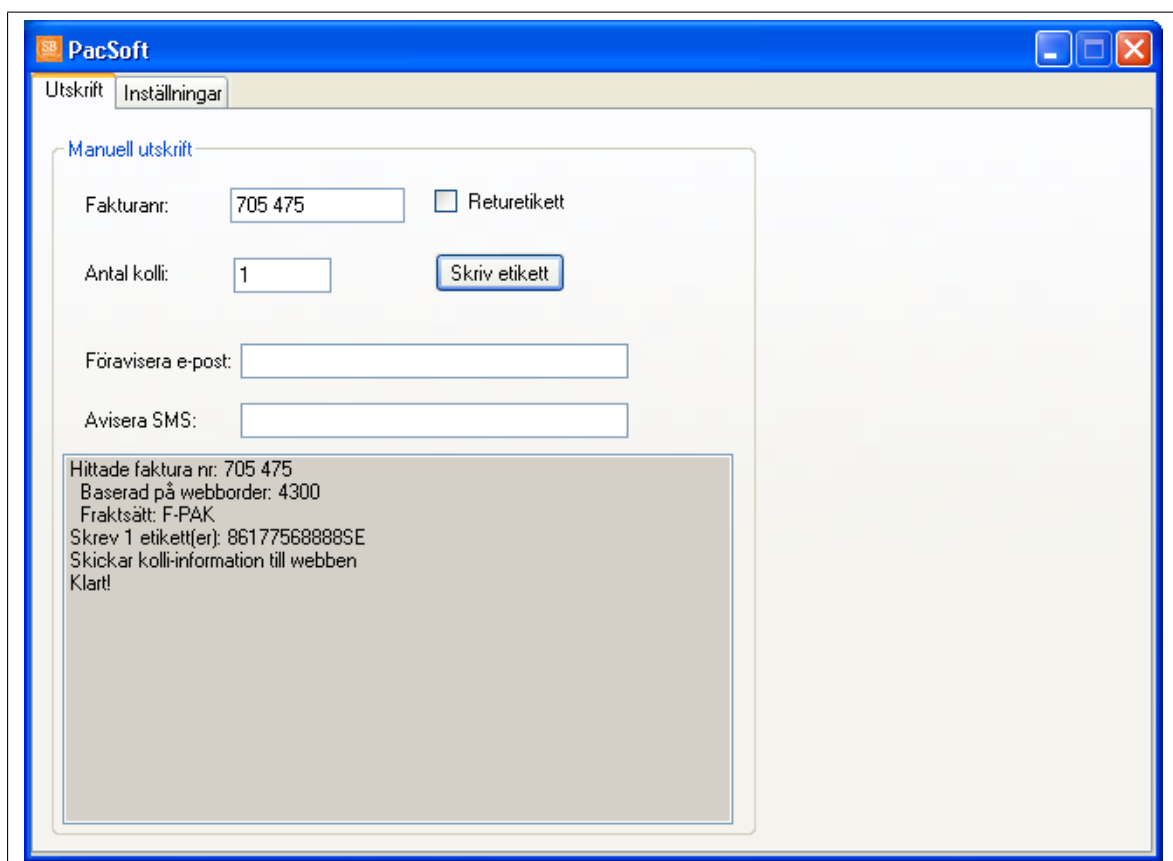 SB PacSoft
Utskrift Inställningar
Manuell utskrift
Fakturanr: 705 475 Returetikett
Antal kolli: 1 Skriv etikett
Föravisera e-post:
Avisera SMS:
Hittade faktura nr: 705 475
Baserad på webborder: 4300
Fraktsätt: F-PAK
Skrev 1 etikett(er): 86177568888SE
Skickar kolli-information till webben
Klart!